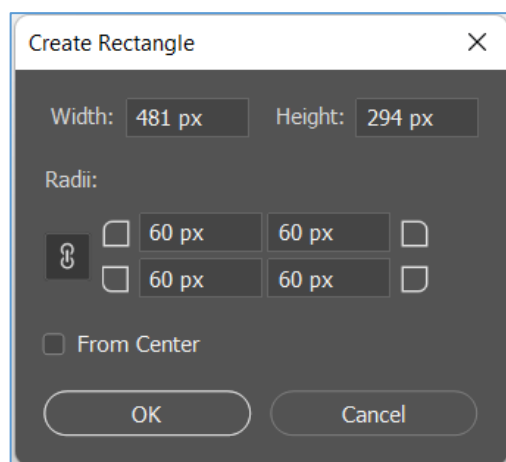 Create Rectangle
Width: 481 px Height: 294 px
Radii:
60 px 60 px
60 px 60 px
From Center
OK Cancel